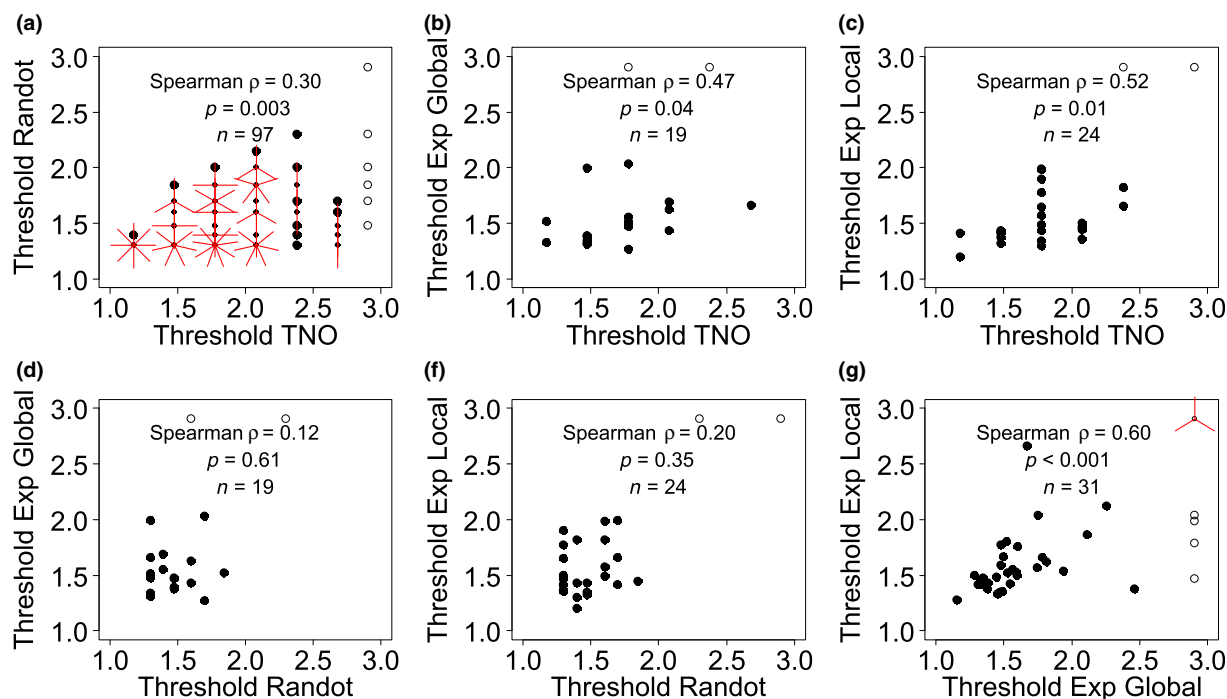 (a)
3.0
2.5
2.0
1.5
1.0
Threshold Randot
Spearman ρ = 0.30
p = 0.003
n = 97
1.0 1.5 2.0 2.5 3.0
Threshold TNO
(b)
3.0
2.5
2.0
1.5
1.0
Threshold Exp Global
Spearman ρ = 0.47
p = 0.04
n = 19
1.0 1.5 2.0 2.5 3.0
Threshold TNO
(c)
3.0
2.5
2.0
1.5
1.0
Threshold Exp Local
Spearman ρ = 0.52
p = 0.01
n = 24
1.0 1.5 2.0 2.5 3.0
Threshold TNO
(d)
3.0
2.5
2.0
1.5
1.0
Threshold Exp Global
Spearman ρ = 0.12
p = 0.61
n = 19
1.0 1.5 2.0 2.5 3.0
Threshold Randot
(f)
3.0
2.5
2.0
1.5
1.0
Threshold Exp Local
Spearman ρ = 0.20
p = 0.35
n = 24
1.0 1.5 2.0 2.5 3.0
Threshold Randot
(g)
3.0
2.5
2.0
1.5
1.0
Threshold Exp Local
Spearman ρ = 0.60
p < 0.001
n = 31
1.0 1.5 2.0 2.5 3.0
Threshold Exp Global